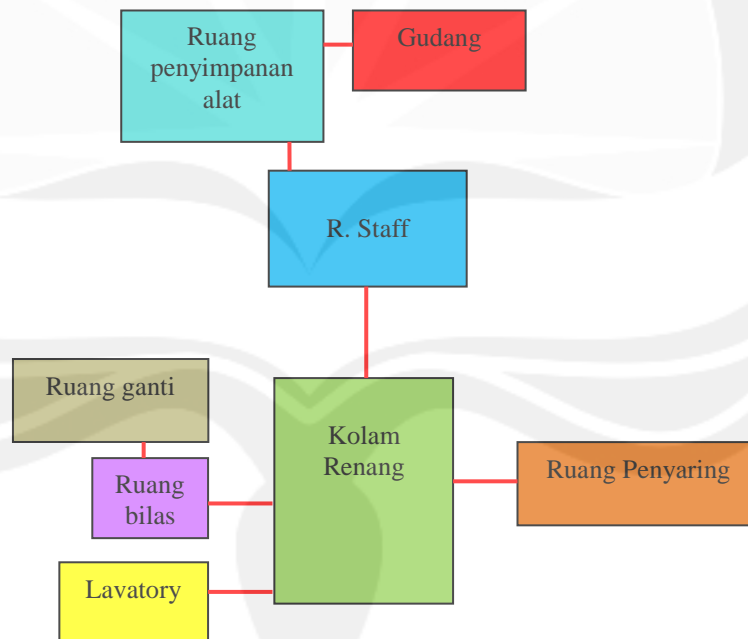 Ruang
penyimpanan
alat
Gudang
R. Staff
Ruang ganti
Kolam
Renang
Ruang Penyaring
Ruang
bilas
Lavatory